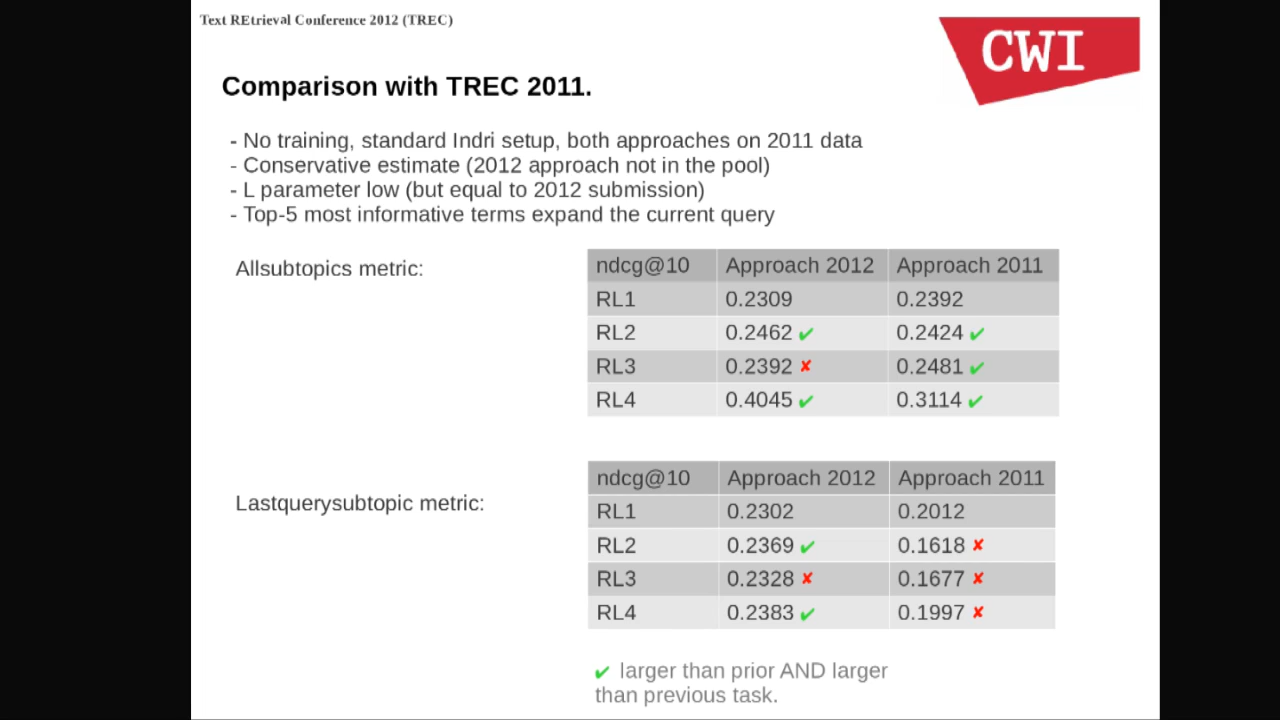 Text REtrieval Conference 2012 (TREC)
CWI
Comparison with TREC 2011.
- No training, standard Indri setup, both approaches on 2011 data
- Conservative estimate (2012 approach not in the pool)
- L parameter low (but equal to 2012 submission)
- Top-5 most informative terms expand the current query
Allsubtopics metric:
ndcg@10 Approach 2012 Approach 2011
RL1 0.2309 0.2392
RL2 0.2462 ✔ 0.2424 ✔
RL3 0.2392 ✘ 0.2481 ✔
RL4 0.4045 ✔ 0.3114 ✔
Lastquerysubtopic metric:
ndcg@10 Approach 2012 Approach 2011
RL1 0.2302 0.2012
RL2 0.2369 ✔ 0.1618 ✘
RL3 0.2328 ✘ 0.1677 ✘
RL4 0.2383 ✔ 0.1997 ✘
✔ larger than prior AND larger
than previous task.